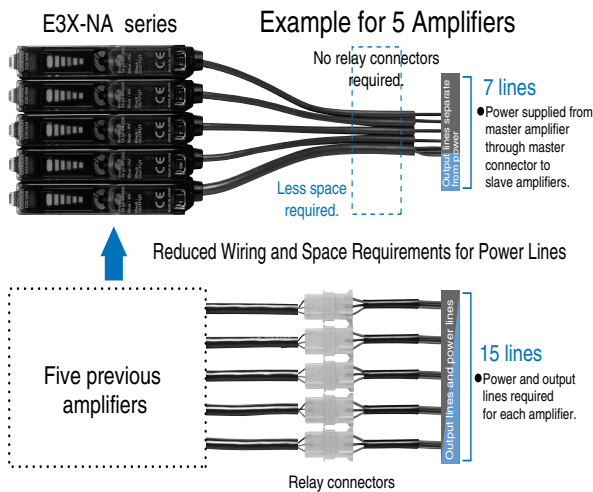 E3X-NA series
Example for 5 Amplifiers
No relay connectors
required.
Less space
required.
Output lines separate
from power
7 lines
●Power supplied from
master amplifier
through master
connector to
slave amplifiers.
Reduced Wiring and Space Requirements for Power Lines
Five previous
amplifiers
Relay connectors
Output lines and power lines
15 lines
●Power and output
lines required
for each amplifier.